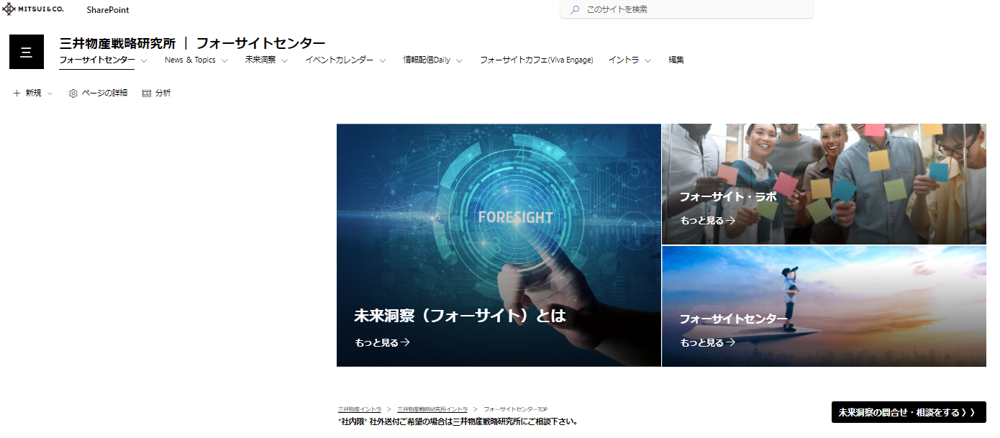 MITSUI & CO. SharePoint このサイトを検索
三 三井物産戦略研究所 | フォーサイトセンター
フォーサイトセンター News & Topics 未来洞察 イベントカレンダー 情報配信Daily フォーサイトカフェ(Viva Engage) イントラ 編集
+ 新規 ページの詳細 分析
FORESIGHT
3
4
5
6
1
3
フォーサイト・ラボ
もっと見る→
未来洞察（フォーサイト）とは
もっと見る→
フォーサイトセンター
もっと見る→
三井物産イントラ > 三井物産戦略研究所イントラ > フォーサイトセンターTOP
*社内限* 社外送付ご希望の場合は三井物産戦略研究所にご相談下さい。
未来洞察の問合せ・相談をする 》》